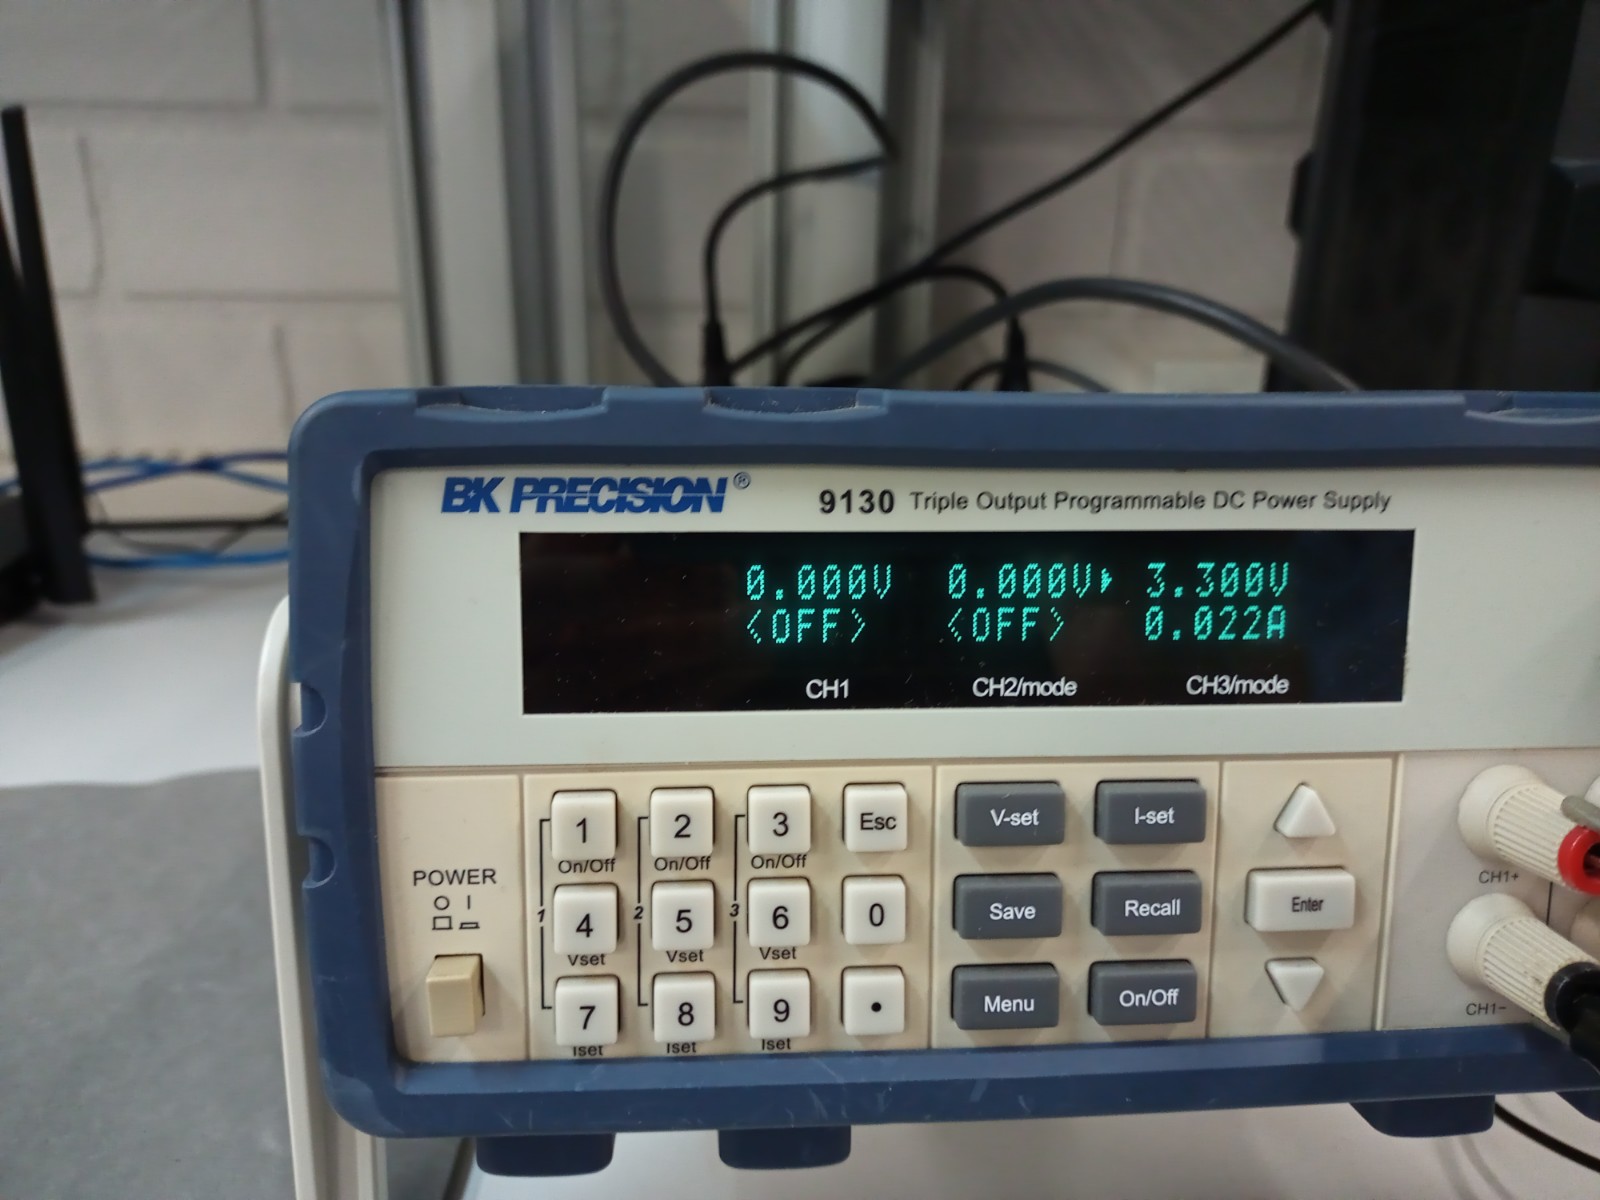 BK PRECISION®
9130 Triple Output Programmable DC Power Supply
0.000V 0.000V 3.300V
<OFF> <OFF> 0.022A
CH1 CH2/mode CH3/mode
1 2 3 Esc V-set I-set
On/Off On/Off On/Off
POWER
O I
1 4 2 5 3 6 0 Save Recall Enter
Vset Vset Vset
7 8 9 . Menu On/Off
Iset Iset Iset
CH1+
CH1-